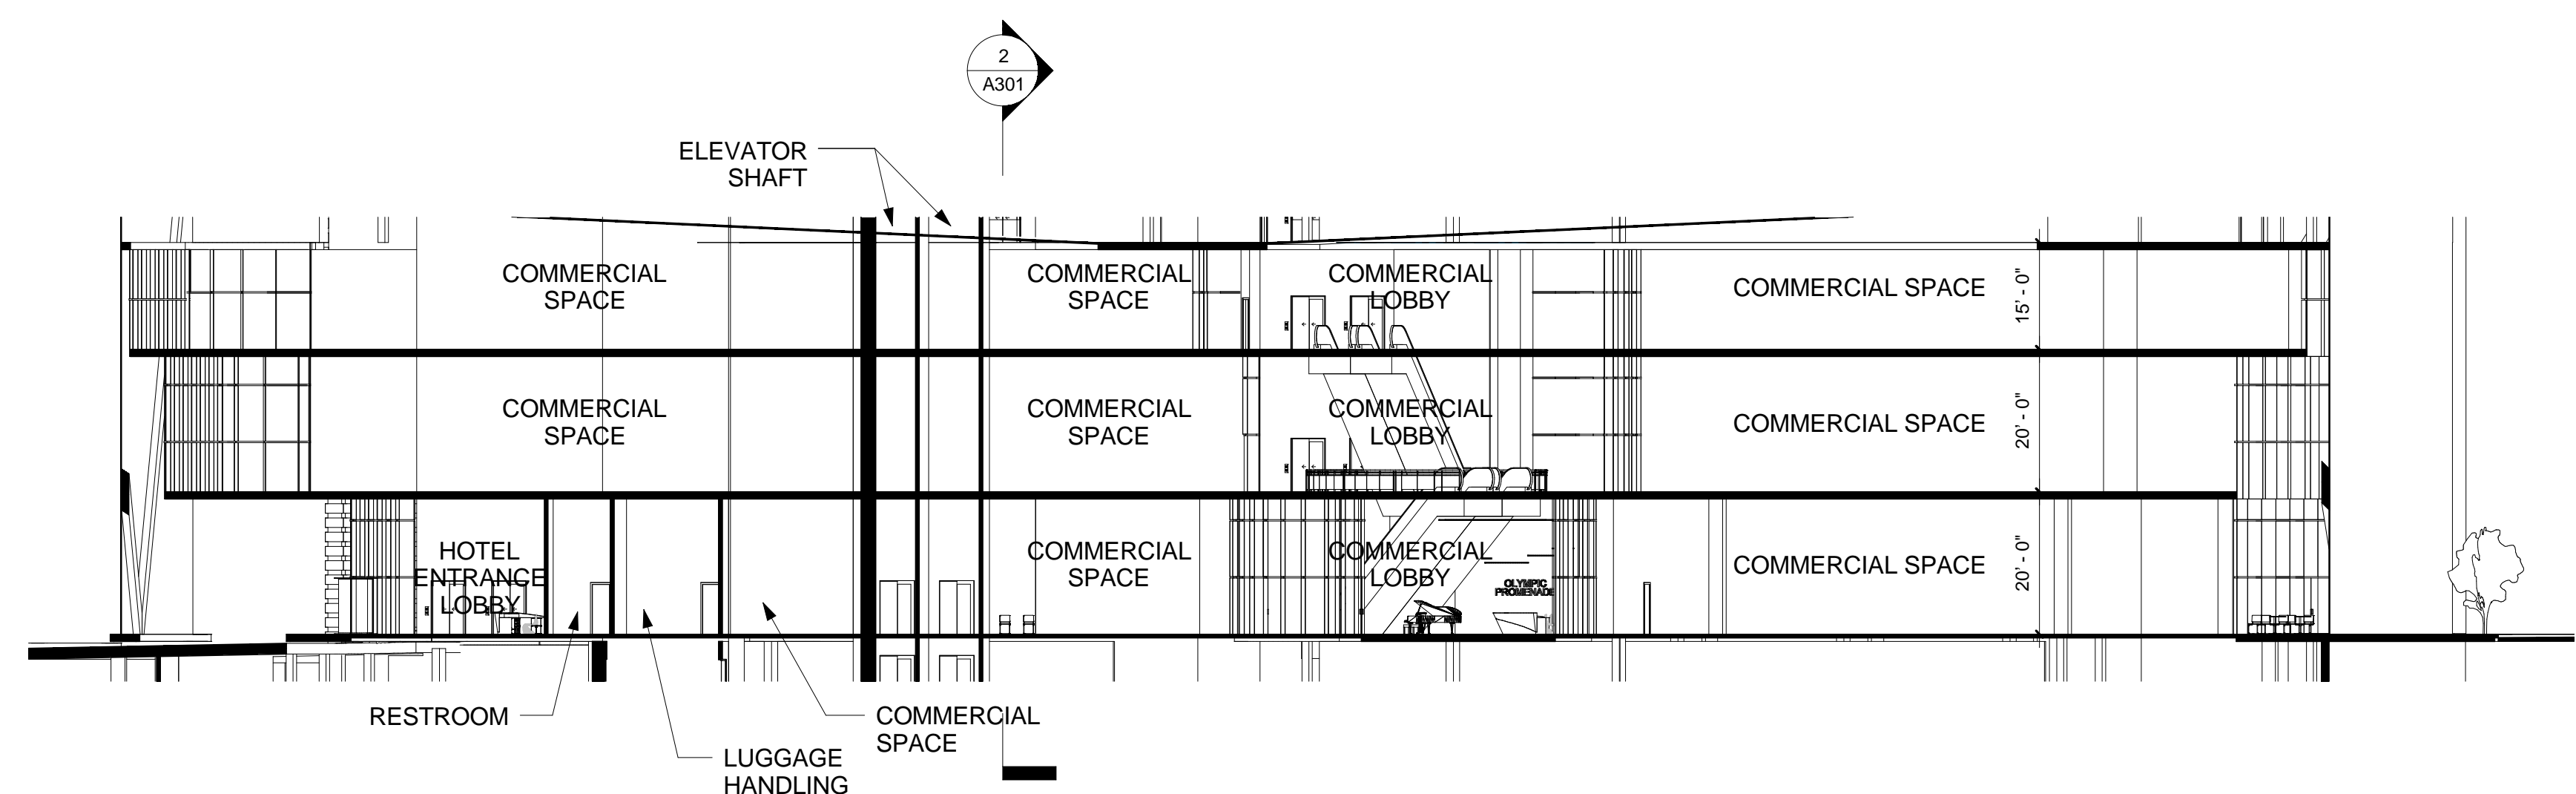 2
A301
ELEVATOR
SHAFT
COMMERCIAL
SPACE
COMMERCIAL
SPACE
COMMERCIAL
LOBBY
COMMERCIAL SPACE
15' - 0"
COMMERCIAL
SPACE
COMMERCIAL
SPACE
COMMERCIAL
LOBBY
COMMERCIAL SPACE
20' - 0"
HOTEL
ENTRANCE
LOBBY
COMMERCIAL
SPACE
COMMERCIAL
LOBBY
OLYMPIC
PROMENADE
COMMERCIAL SPACE
20' - 0"
RESTROOM
LUGGAGE
HANDLING
COMMERCIAL
SPACE